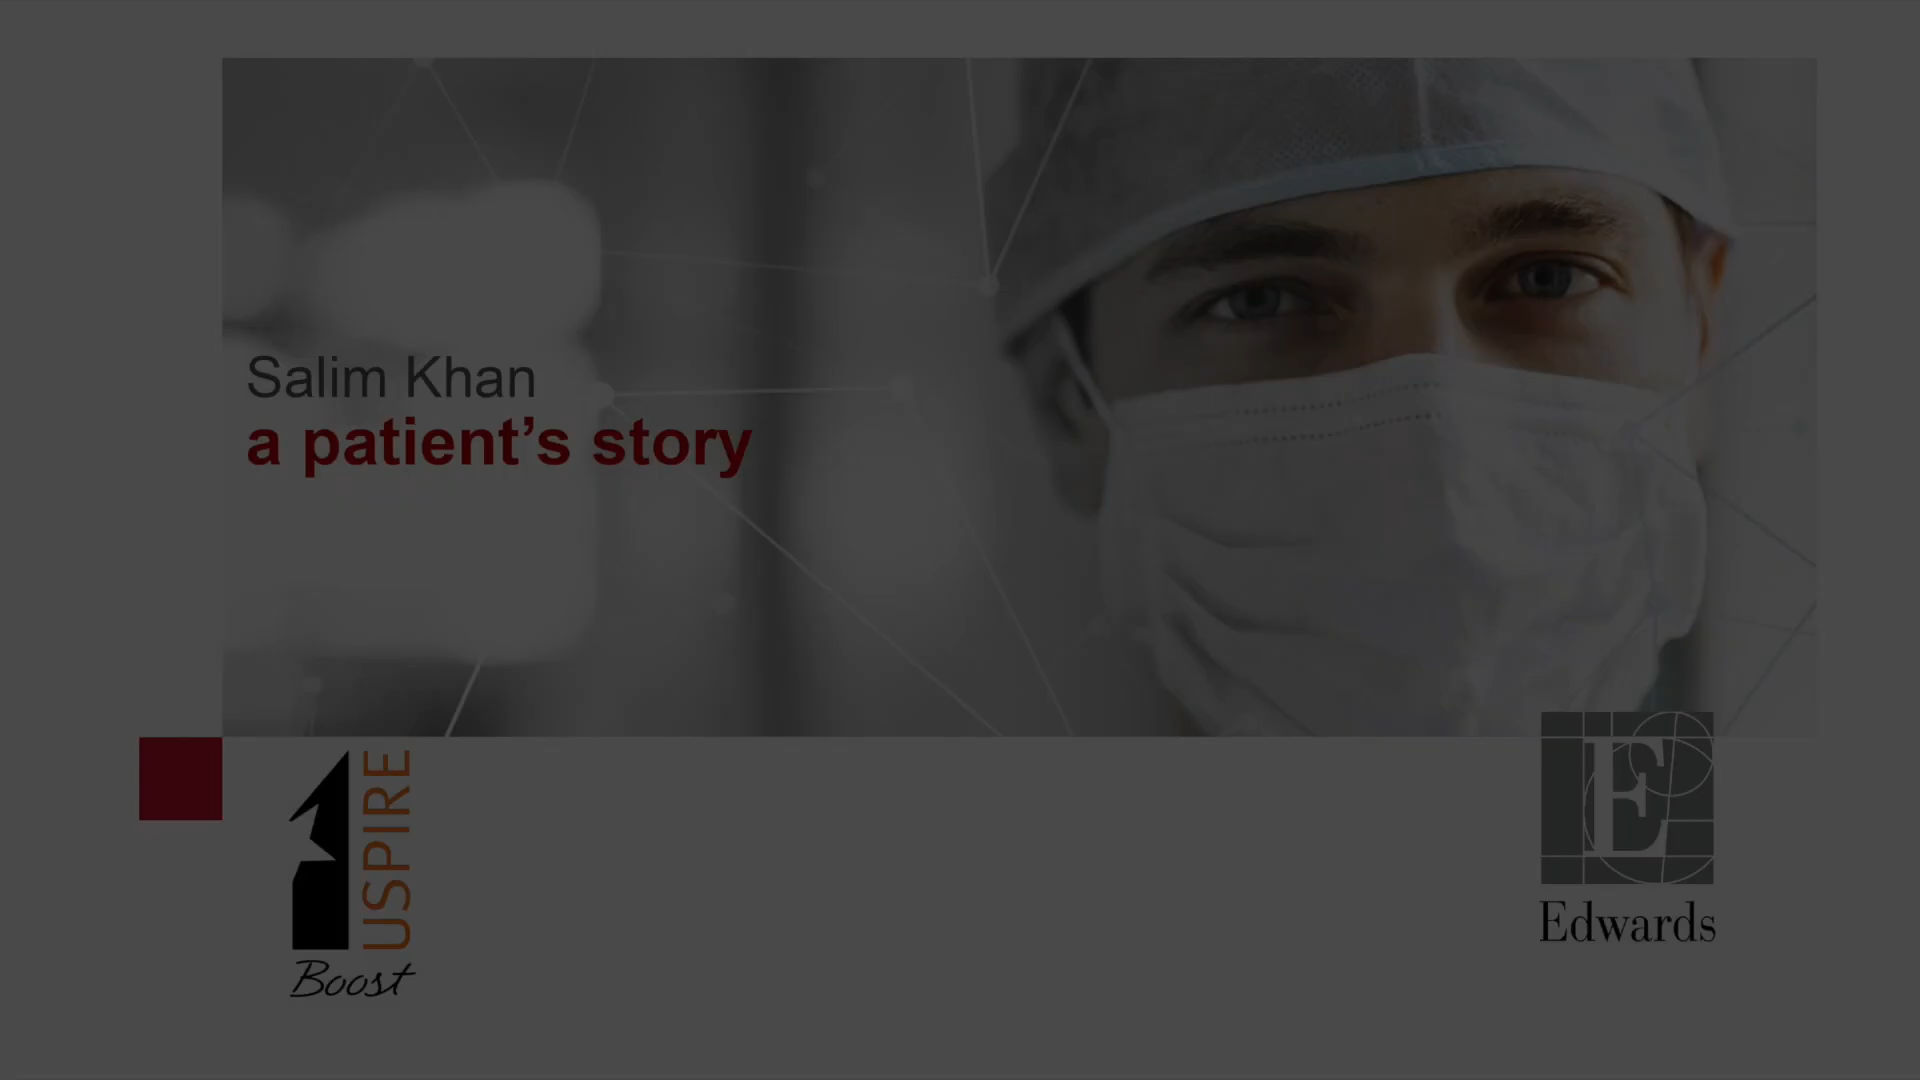 Salim Khan
a patient’s story
USPIRE
Boost
E
Edwards